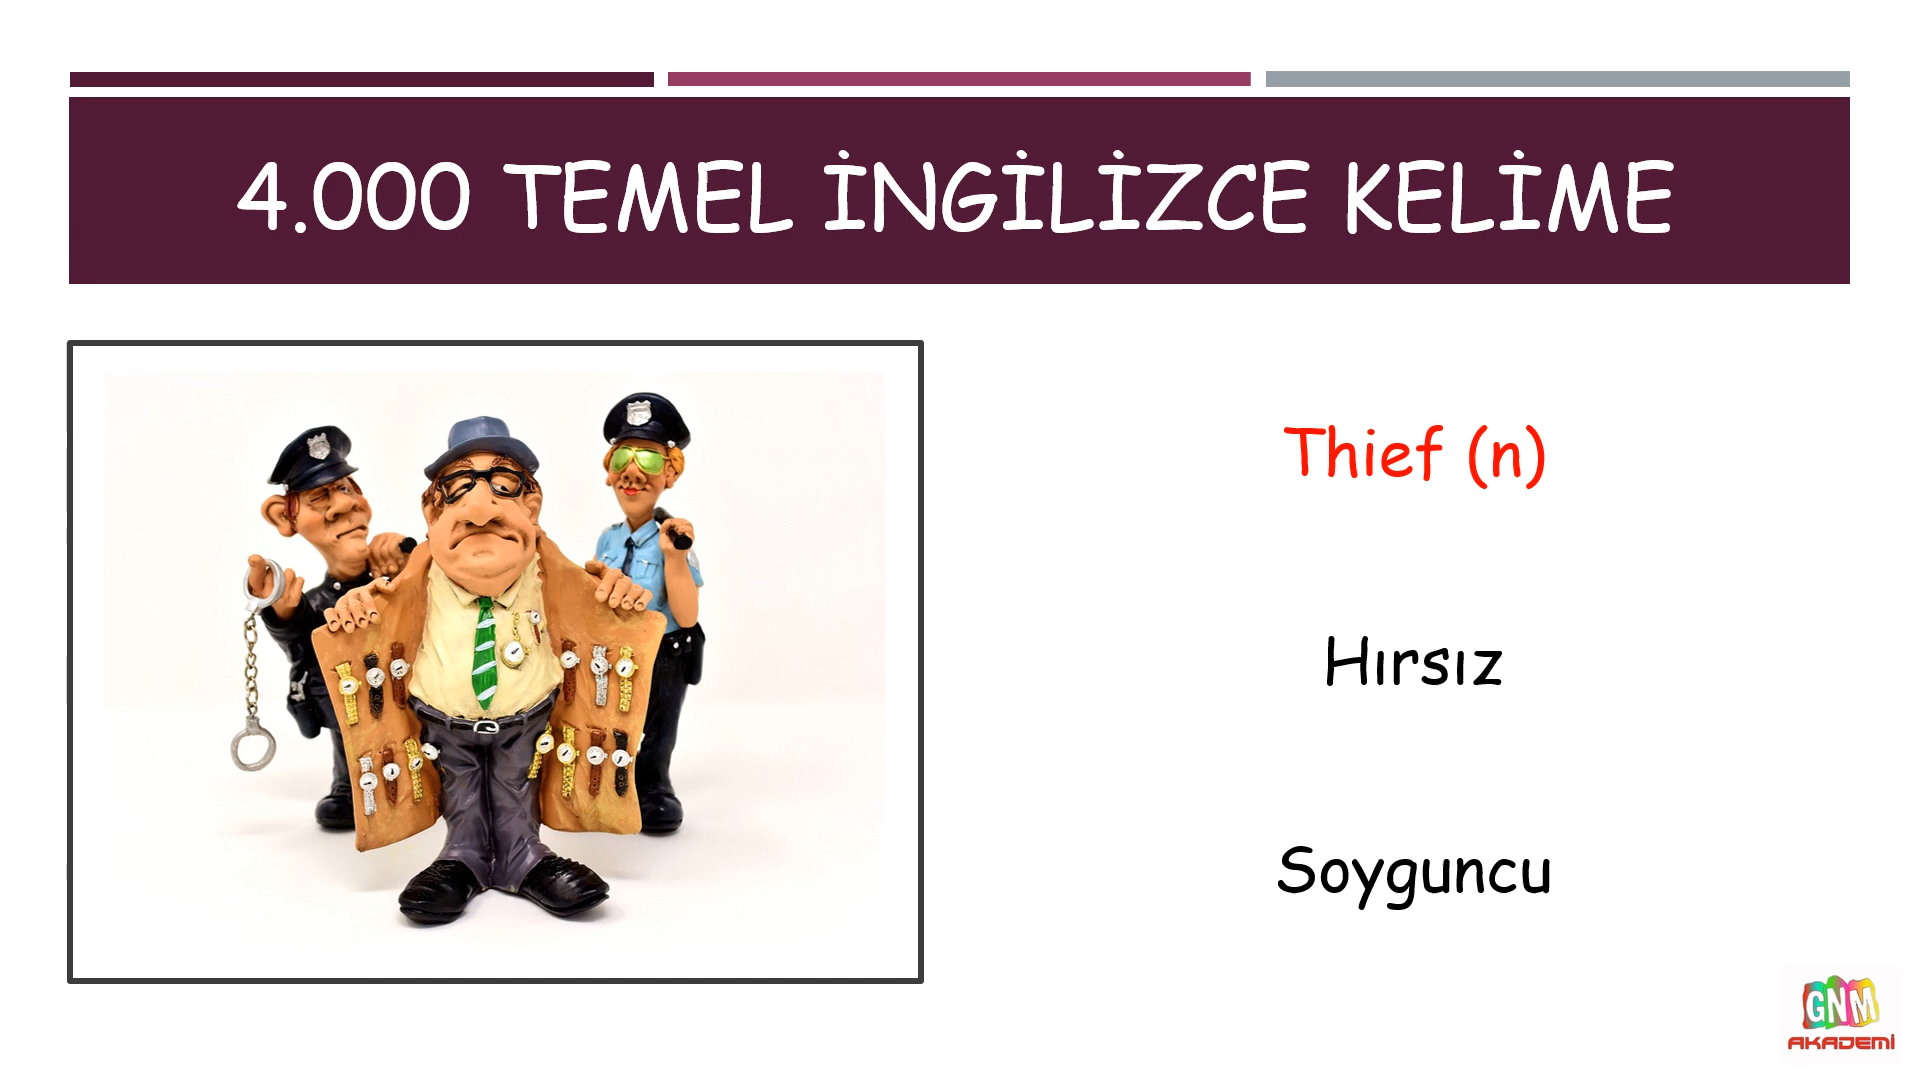 4.000 TEMEL İNGİLİZCE KELİME
Thief (n)
Hırsız
Soyguncu
GNM
AKADEMİ